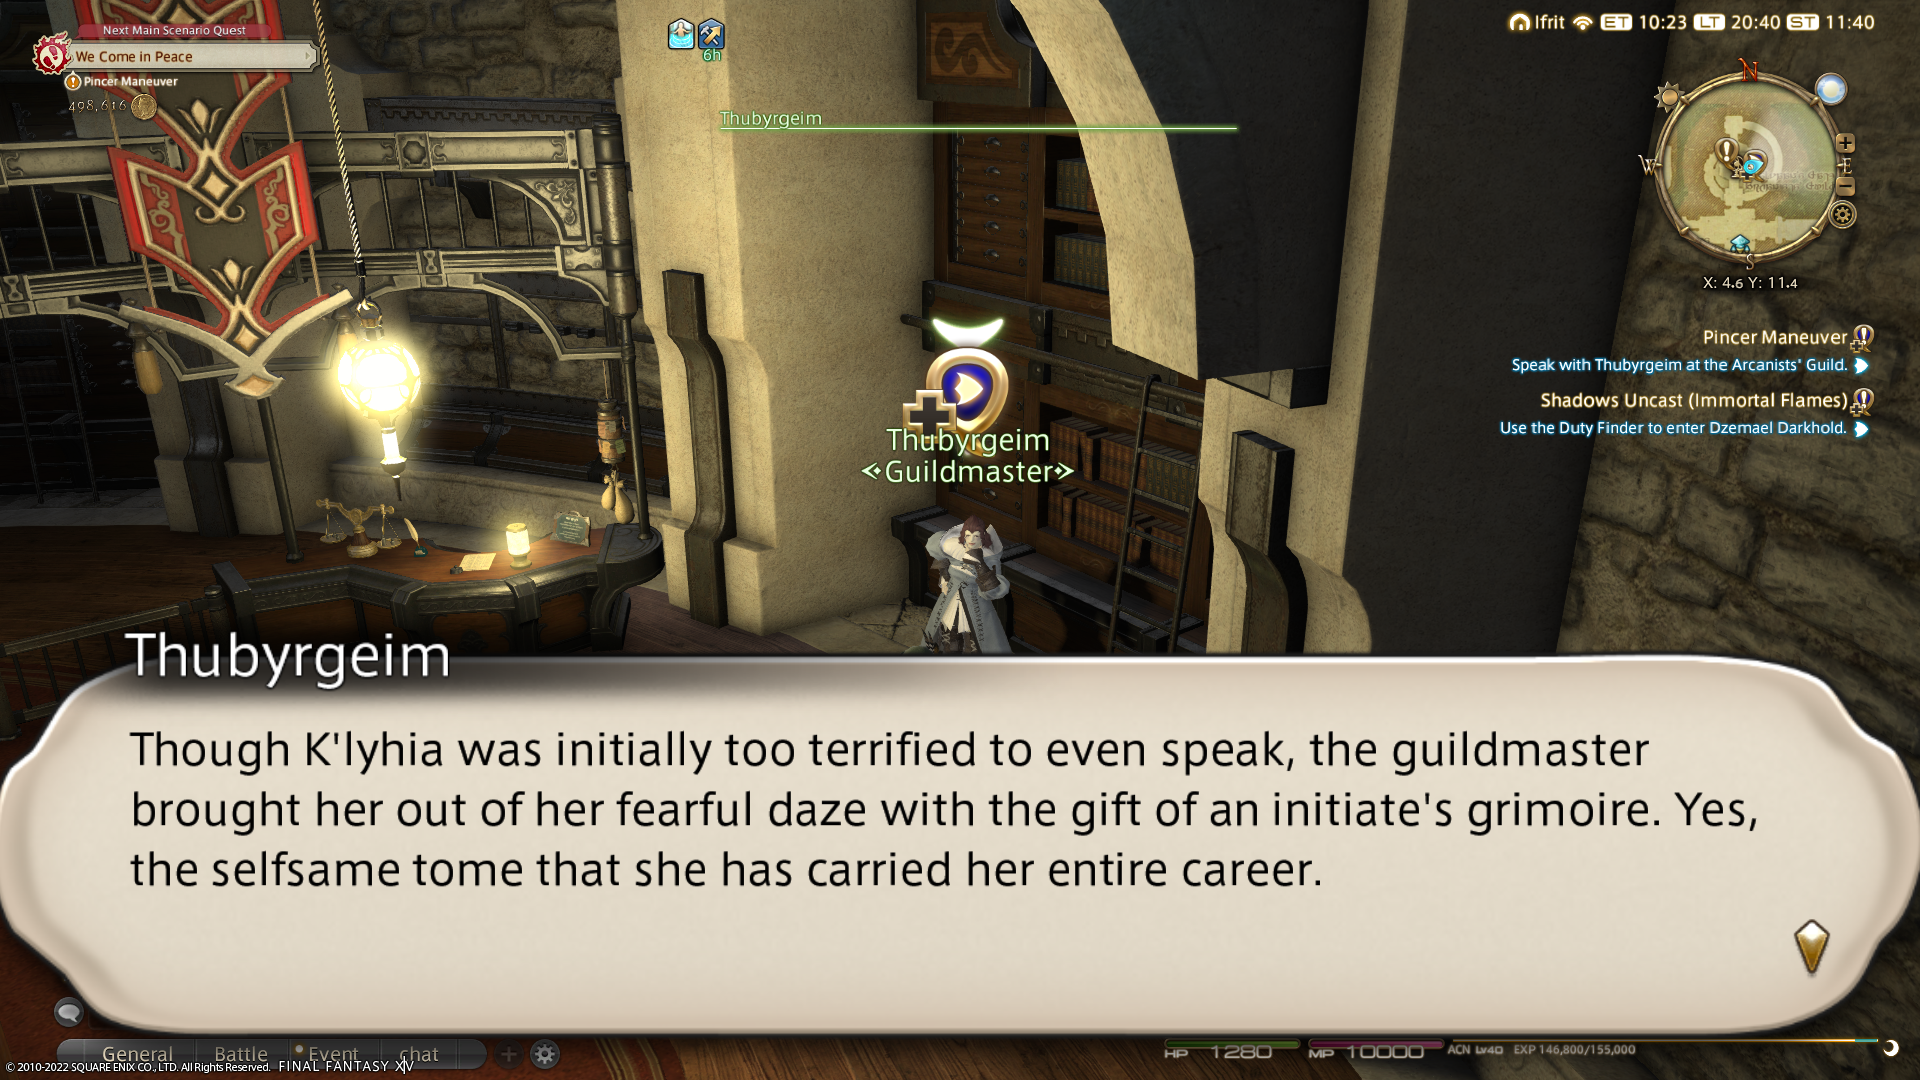 Next Main Scenario Quest
We Come in Peace
Pincer Maneuver
498,616
6h
Thubyrgeim
Ifrit ET 10:23 LT 20:40 ST 11:40
N
W
E
S
X: 4.6 Y: 11.4
Pincer Maneuver
Speak with Thubyrgeim at the Arcanists' Guild.
Shadows Uncast (Immortal Flames)
Use the Duty Finder to enter Dzemael Darkhold.
Thubyrgeim
Guildmaster
Thubyrgeim
Though K'lyhia was initially too terrified to even speak, the guildmaster
brought her out of her fearful daze with the gift of an initiate's grimoire. Yes,
the selfsame tome that she has carried her entire career.
General Battle Event chat
HP 1280 MP 10000 ACN Lv40 EXP 146,800/155,000
© 2010-2022 SQUARE ENIX CO., LTD. All Rights Reserved. FINAL FANTASY XIV